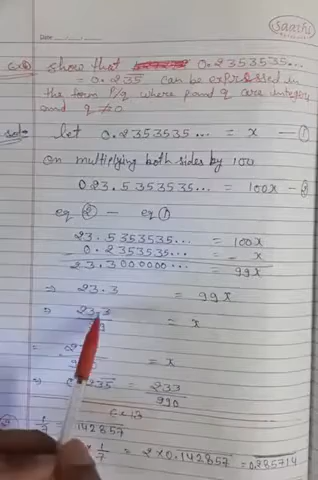 Saathi
Date
Show that 0.2353535...
= 0.235 can be expressed in
the form P/q where p and q are integers
and q ≠ 0
Sol:- let 0.2353535... = x — ①
on multiplying both sides by 100
0.23.5353535... = 100x — ②
eq ② — eq ①
23.5353535... = 100x
0.2353535... = x
23.3000000... = 99x
⇒ 23.3 = 99x
⇒ 23.3 = x
= = x
⇒ 235 = 233/990
1/7 142857
1/7 = 2×0.142857 = 0.285714